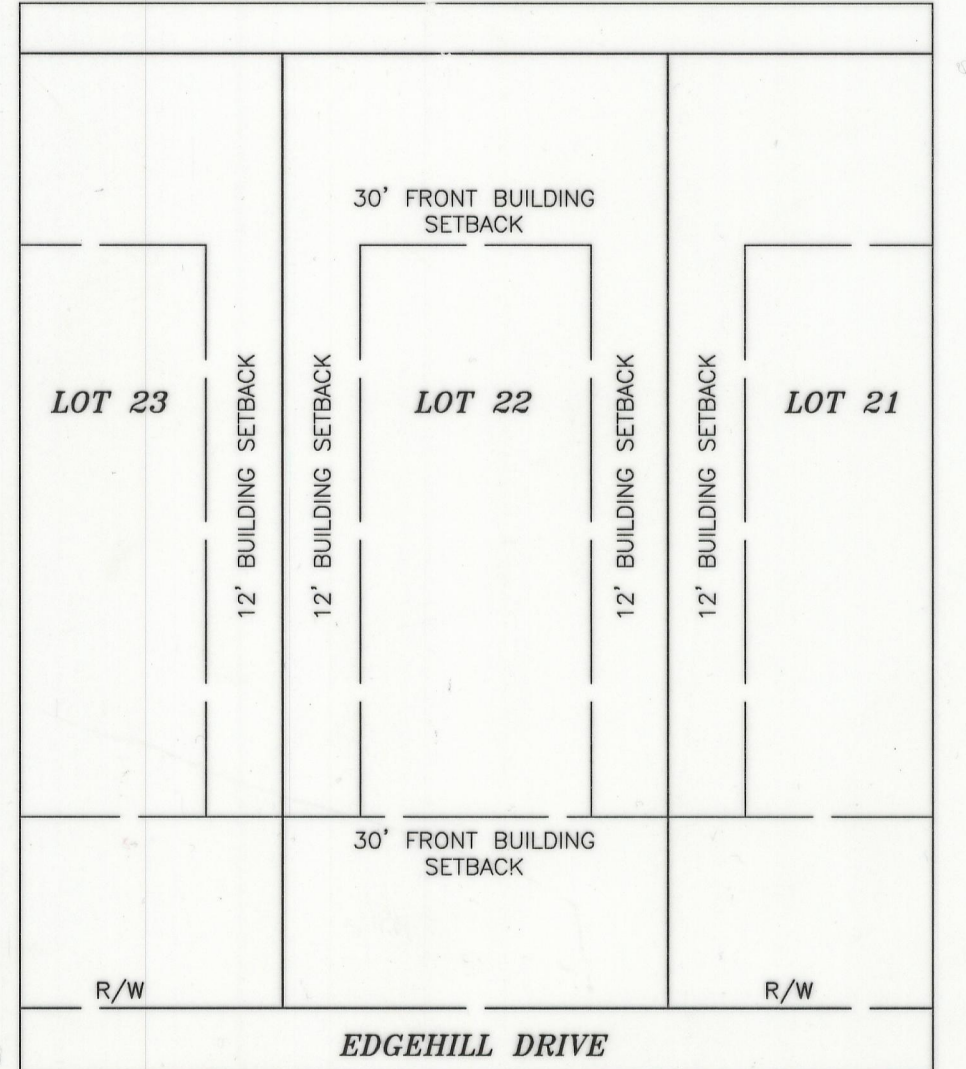 30' FRONT BUILDING
SETBACK
LOT 23
12' BUILDING SETBACK
12' BUILDING SETBACK
LOT 22
12' BUILDING SETBACK
12' BUILDING SETBACK
LOT 21
30' FRONT BUILDING
SETBACK
R/W
R/W
EDGEHILL DRIVE